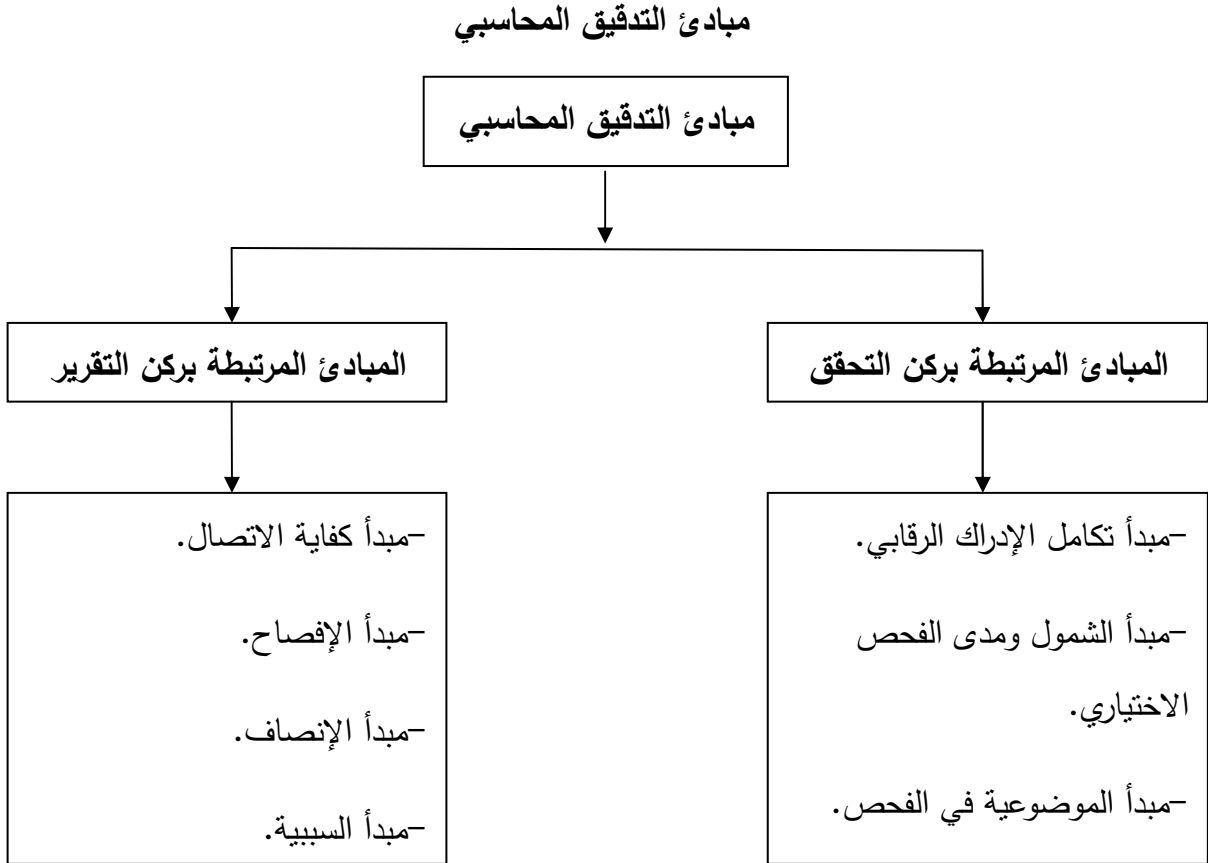 مبادئ التدقيق المحاسبي
مبادئ التدقيق المحاسبي
المبادئ المرتبطة بركن التحقق
المبادئ المرتبطة بركن التقرير
-مبدأ تكامل الإدراك الرقابي.
-مبدأ الشمول ومدى الفحص
الاختياري.
-مبدأ الموضوعية في الفحص.
-مبدأ كفاية الاتصال.
-مبدأ الإفصاح.
-مبدأ الإنصاف.
-مبدأ السببية.